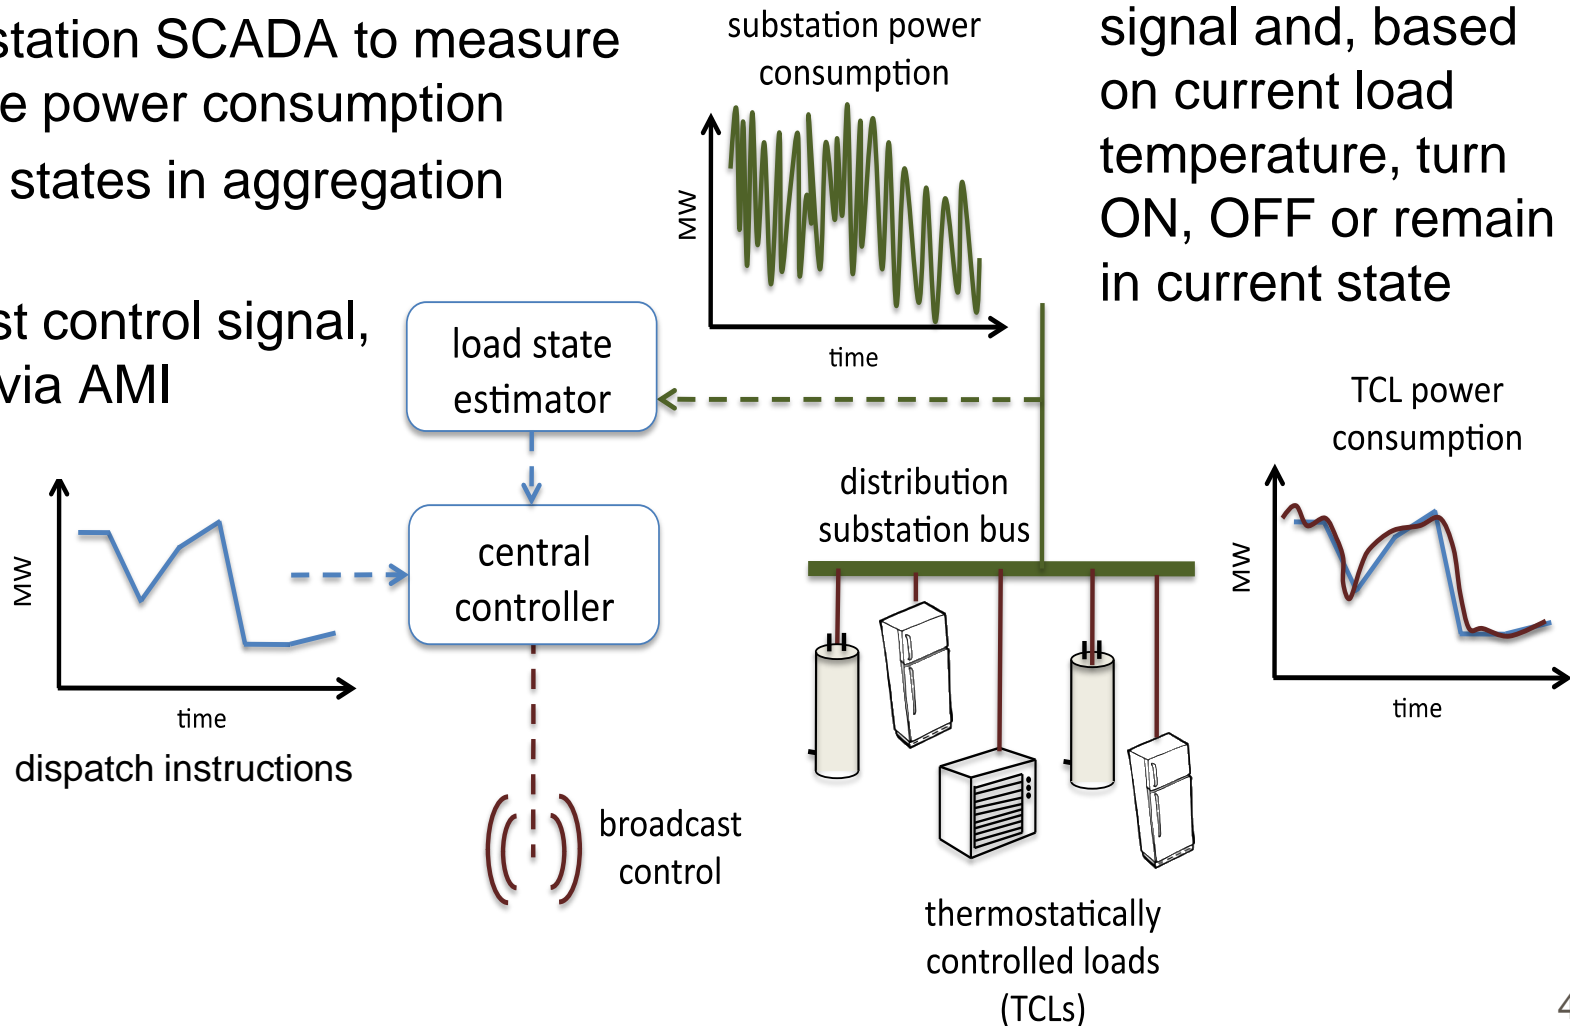 station SCADA to measure
e power consumption
states in aggregation
st control signal,
via AMI
substation power
consumption
MW
time
signal and, based
on current load
temperature, turn
ON, OFF or remain
in current state
load state
estimator
central
controller
MW
time
dispatch instructions
broadcast
control
distribution
substation bus
thermostatically
controlled loads
(TCLs)
TCL power
consumption
MW
time
4